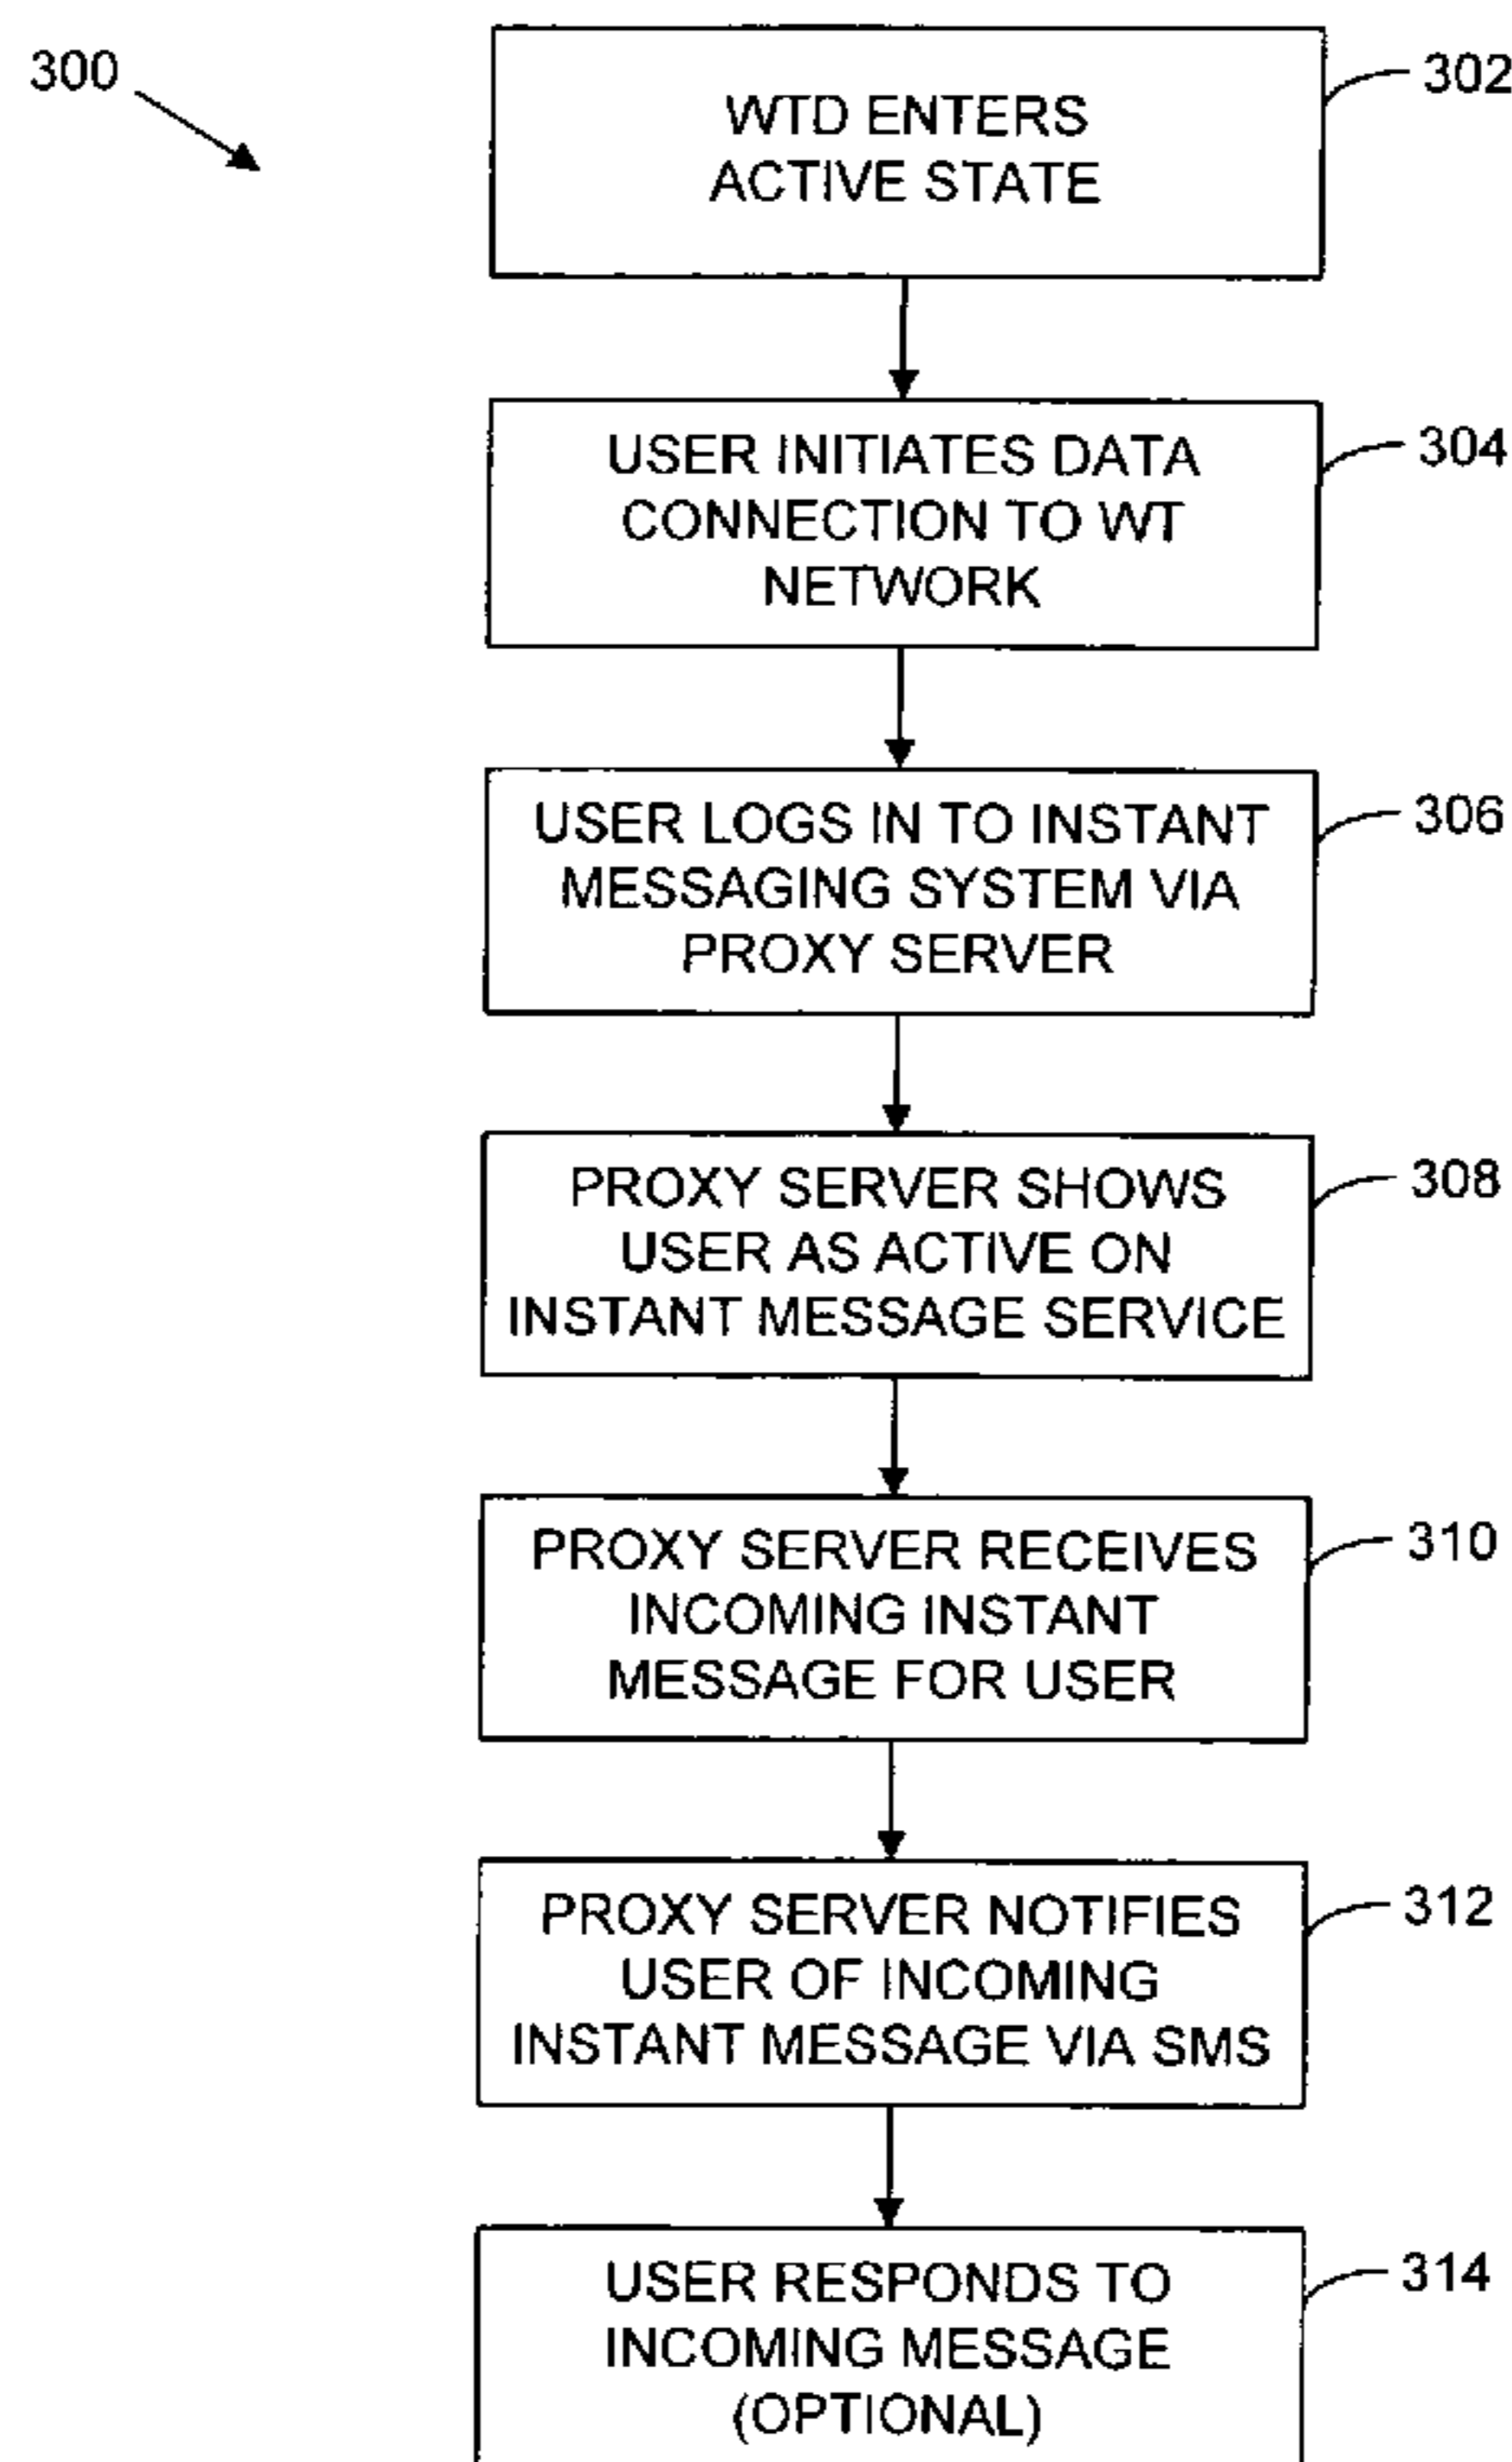 300
302
WTD ENTERS
ACTIVE STATE
304
USER INITIATES DATA
CONNECTION TO WT
NETWORK
306
USER LOGS IN TO INSTANT
MESSAGING SYSTEM VIA
PROXY SERVER
308
PROXY SERVER SHOWS
USER AS ACTIVE ON
INSTANT MESSAGE SERVICE
310
PROXY SERVER RECEIVES
INCOMING INSTANT
MESSAGE FOR USER
312
PROXY SERVER NOTIFIES
USER OF INCOMING
INSTANT MESSAGE VIA SMS
314
USER RESPONDS TO
INCOMING MESSAGE
(OPTIONAL)